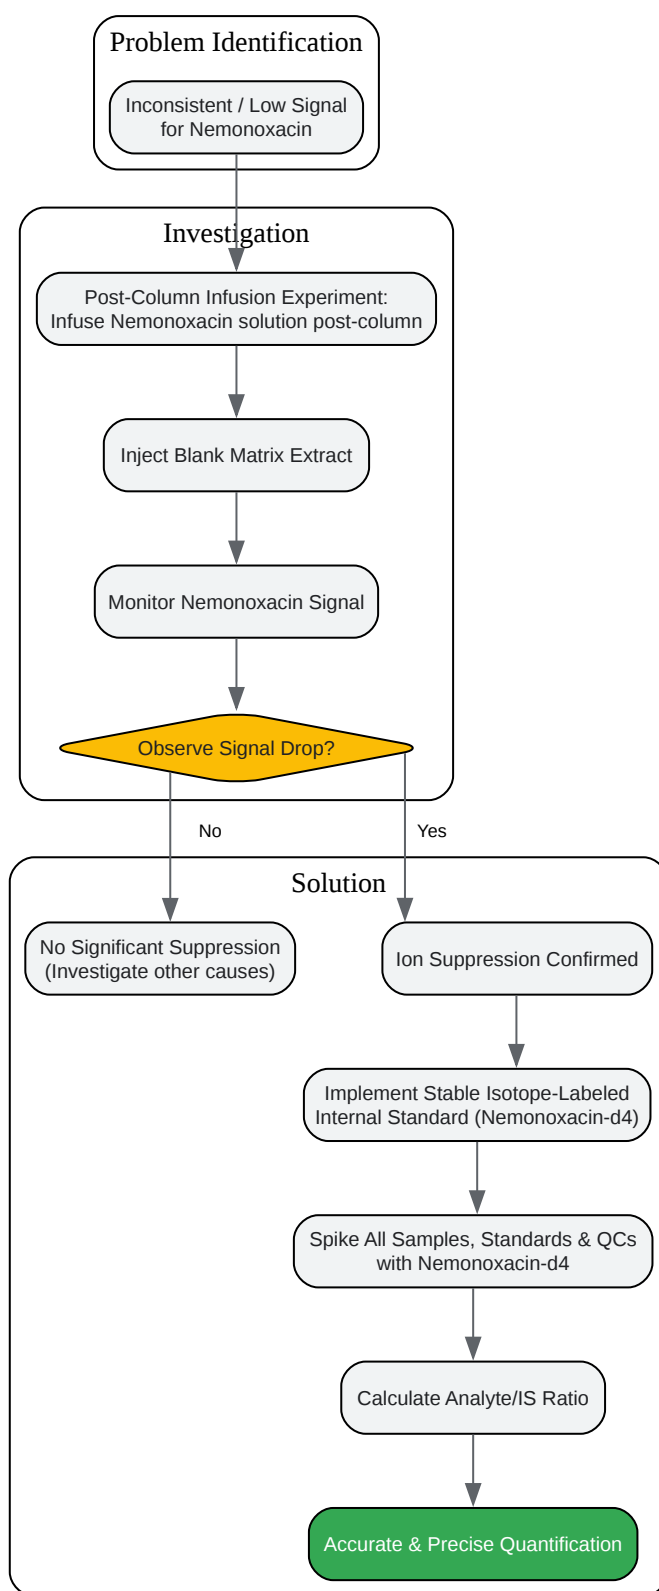 Problem Identification
Inconsistent / Low Signal
for Nemonoxacin
Investigation
Post-Column Infusion Experiment:
Infuse Nemonoxacin solution post-column
Inject Blank Matrix Extract
Monitor Nemonoxacin Signal
Observe Signal Drop?
No
Yes
Solution
No Significant Suppression
(Investigate other causes)
Ion Suppression Confirmed
Implement Stable Isotope-Labeled
Internal Standard (Nemonoxacin-d4)
Spike All Samples, Standards & QCs
with Nemonoxacin-d4
Calculate Analyte/IS Ratio
Accurate & Precise Quantification